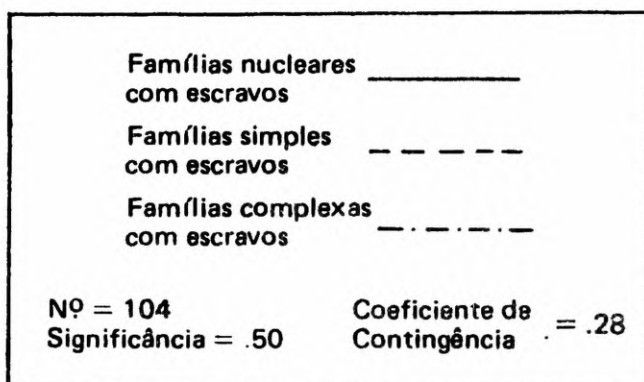 Famílias nucleares
com escravos
Famílias simples
com escravos
Famílias complexas
com escravos
Nº = 104
Significância = .50
Coeficiente de
Contingência = .28